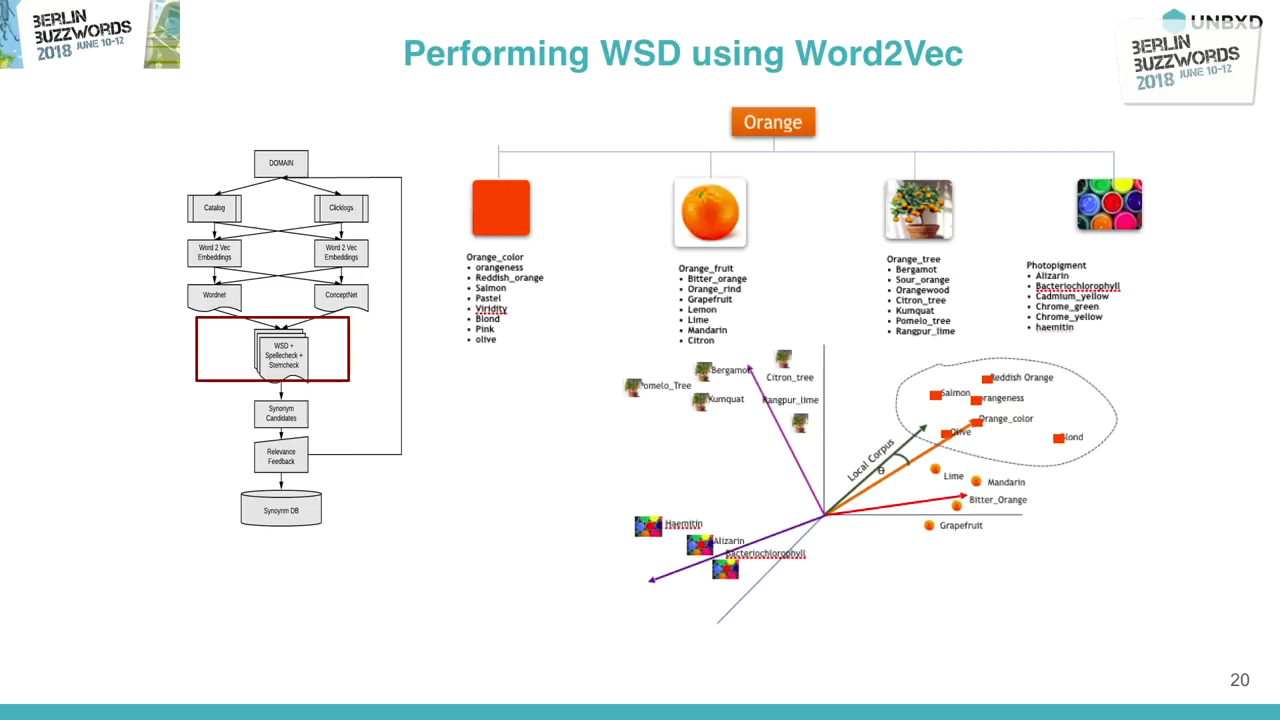 BERLIN
BUZZWORDS
2018 JUNE 10-12
UNBXD
BERLIN
BUZZWORDS
2018 JUNE 10-12
Performing WSD using Word2Vec
DOMAIN
Catalog
Clicklogs
Word 2 Vec
Embeddings
Word 2 Vec
Embeddings
Wordnet
ConceptNet
WSD +
Spellecheck +
Stemcheck
Synonym
Candidates
Relevance
Feedback
Synoynm DB
Orange
Orange_color
• orangeness
• Reddish_orange
• Salmon
• Pastel
• Viridity
• Blond
• Pink
• olive
Orange_fruit
• Bitter_orange
• Orange_rind
• Grapefruit
• Lemon
• Lime
• Mandarin
• Citron
Orange_tree
• Bergamot
• Sour_orange
• Orangewood
• Citron_tree
• Kumquat
• Pomelo_tree
• Rangpur_lime
Photopigment
• Alizarin
• Bacteriochlorophyll
• Cadmium_yellow
• Chrome_green
• Chrome_yellow
• haemitin
Bergamot
Citron_tree
Pomelo_Tree
Kumquat
Rangpur_lime
Reddish Orange
Salmon
orangeness
Orange_color
Olive
Blond
Local Corpus
θ
Lime
Mandarin
Bitter_Orange
Grapefruit
Haemitin
Alizarin
Bacteriochlorophyll
20